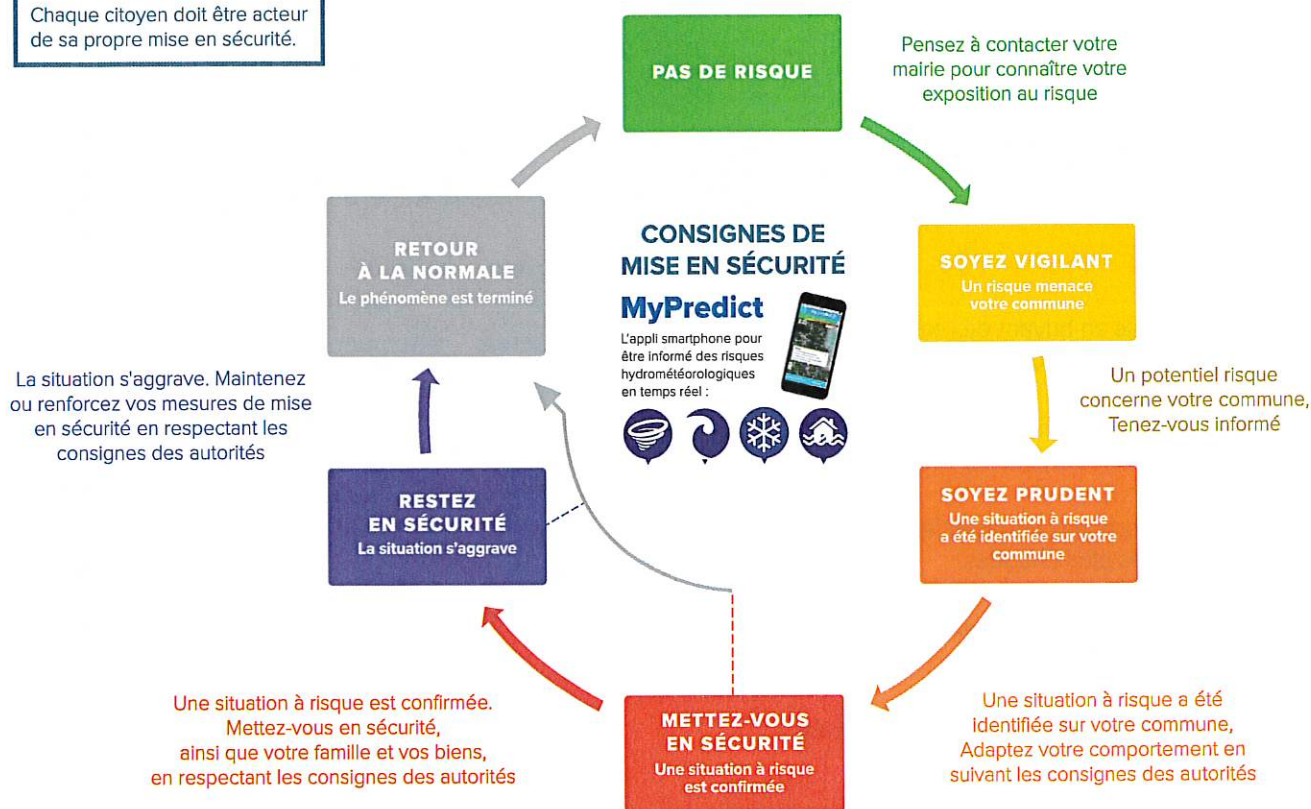 Chaque citoyen doit être acteur
de sa propre mise en sécurité.
PAS DE RISQUE
Pensez à contacter votre
mairie pour connaître votre
exposition au risque
SOYEZ VIGILANT
Un risque menace
votre commune
Un potentiel risque
concerne votre commune,
Tenez-vous informé
SOYEZ PRUDENT
Une situation à risque
a été identifiée sur votre
commune
Une situation à risque a été
identifiée sur votre commune,
Adaptez votre comportement en
suivant les consignes des autorités
METTEZ-VOUS
EN SÉCURITÉ
Une situation à risque
est confirmée
Une situation à risque est confirmée.
Mettez-vous en sécurité,
ainsi que votre famille et vos biens,
en respectant les consignes des autorités
RESTEZ
EN SÉCURITÉ
La situation s'aggrave
La situation s'aggrave. Maintenez
ou renforcez vos mesures de mise
en sécurité en respectant les
consignes des autorités
RETOUR
À LA NORMALE
Le phénomène est terminé
CONSIGNES DE
MISE EN SÉCURITÉ
MyPredict
L'appli smartphone pour
être informé des risques
hydrométéorologiques
en temps réel :